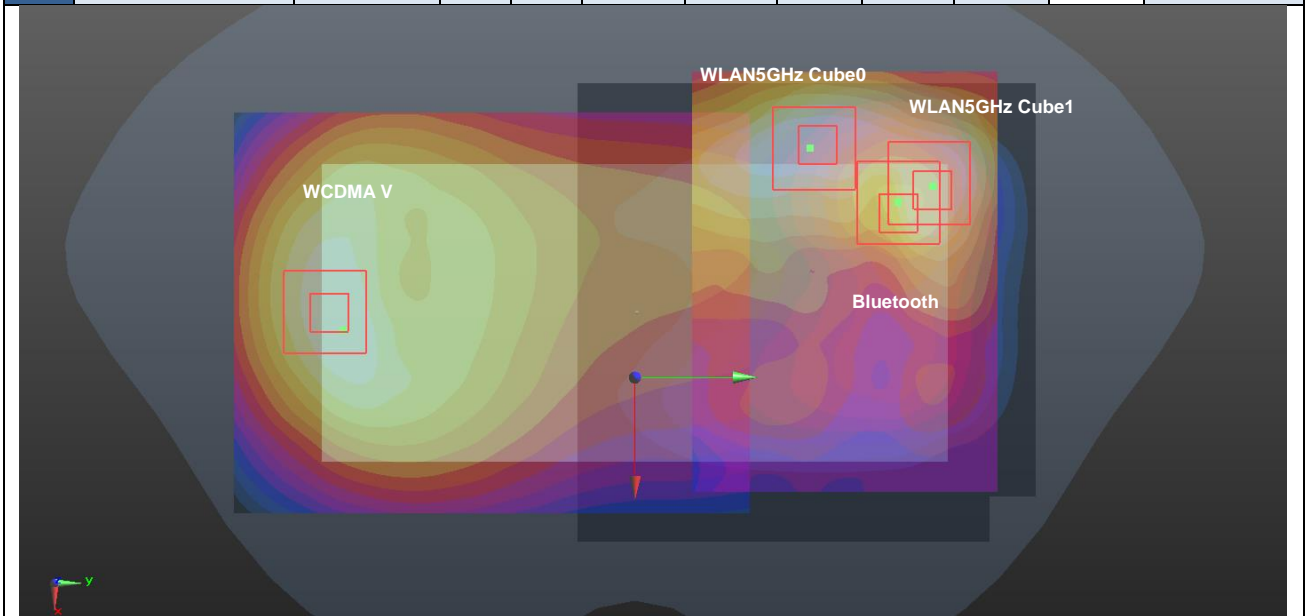 WLAN5GHz Cube0
WLAN5GHz Cube1
WCDMA V
Bluetooth
y
x